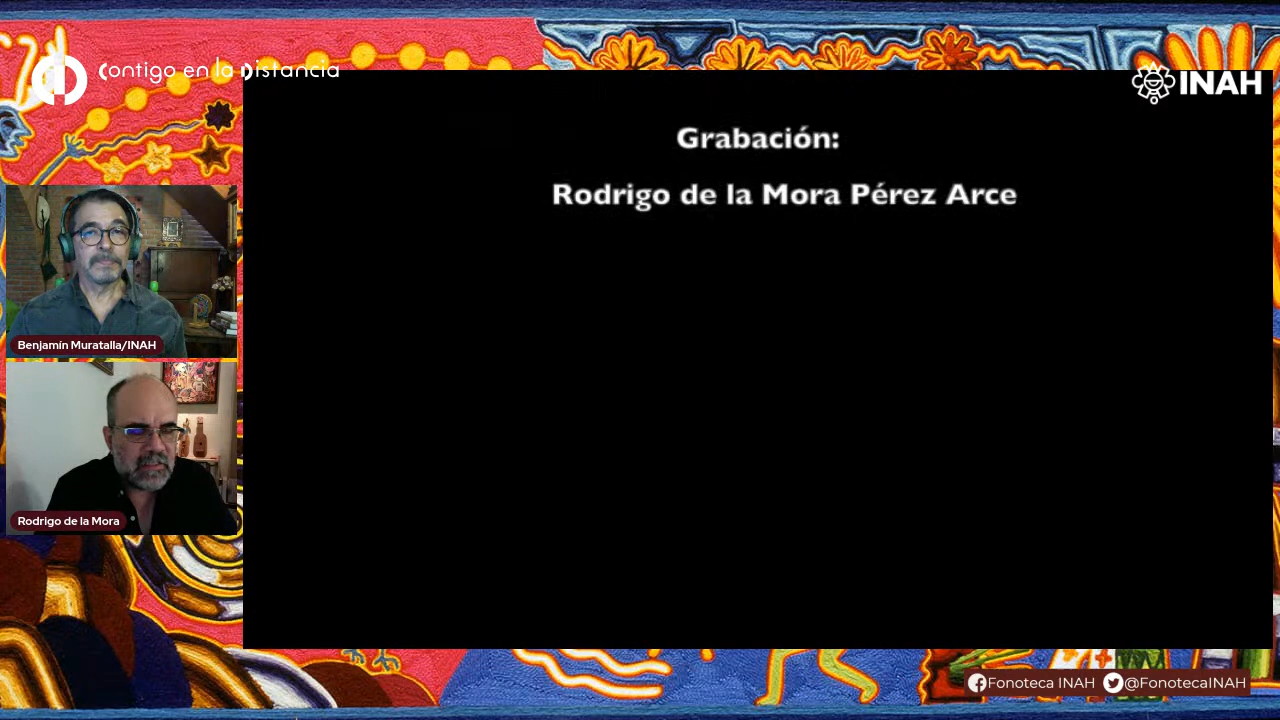 Contigo en la Distancia
INAH
Grabación:
Rodrigo de la Mora Pérez Arce
Benjamín Muratalla/INAH
Rodrigo de la Mora
Fonoteca INAH @FonotecaINAH